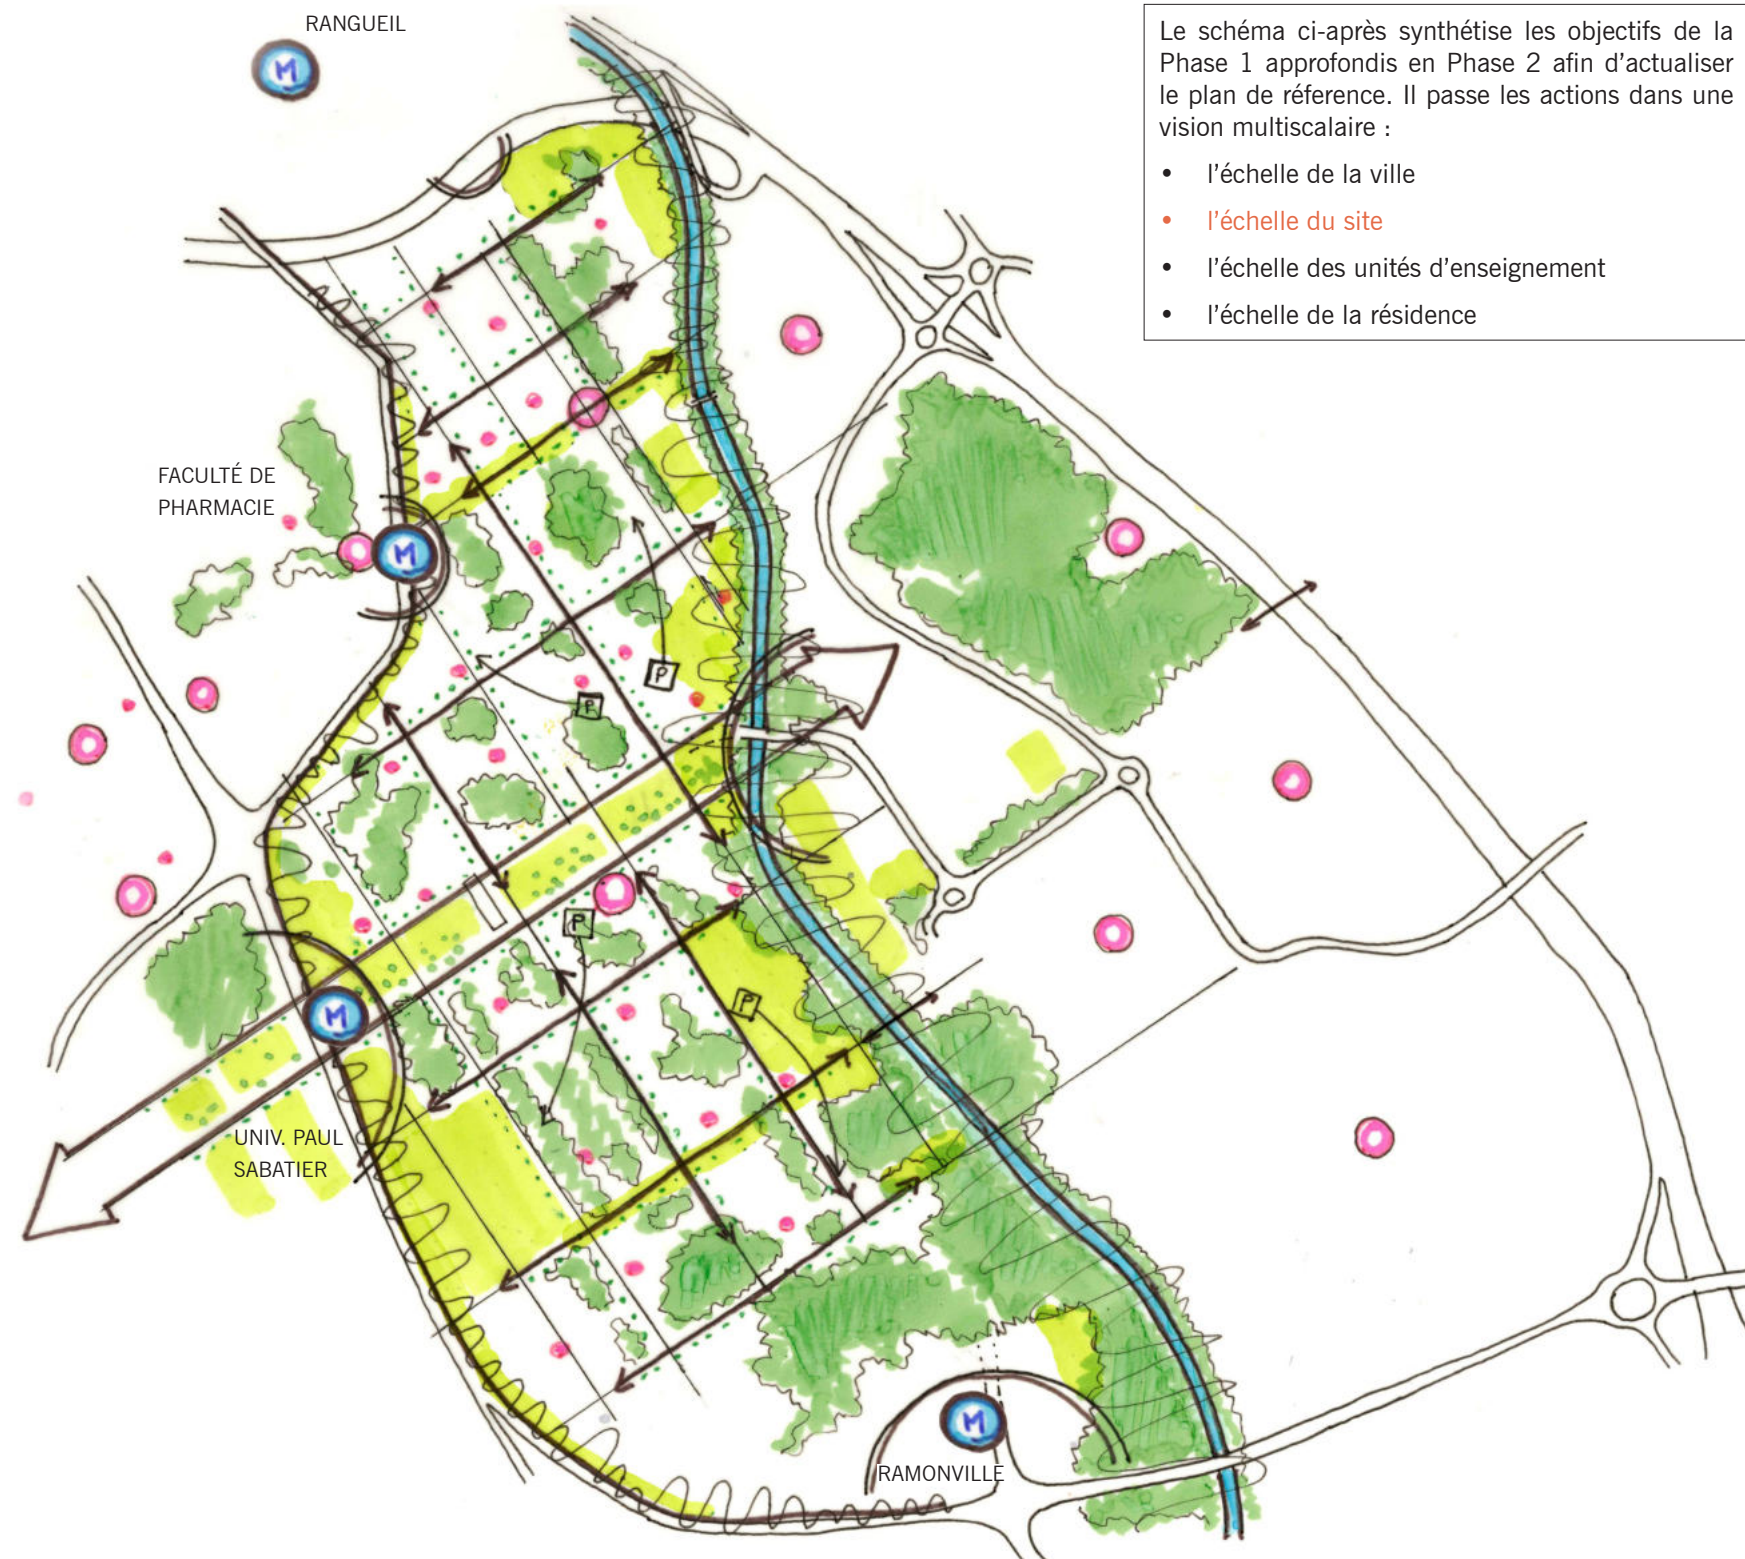 RANGUEIL
M
Le schéma ci-après synthétise les objectifs de la
Phase 1 approfondis en Phase 2 afin d'actualiser
le plan de réference. Il passe les actions dans une
vision multiscalaire :
• l'échelle de la ville
• l'échelle du site
• l'échelle des unités d'enseignement
• l'échelle de la résidence
FACULTÉ DE
PHARMACIE
M
P
P
P
P
M
UNIV. PAUL
SABATIER
M
RAMONVILLE